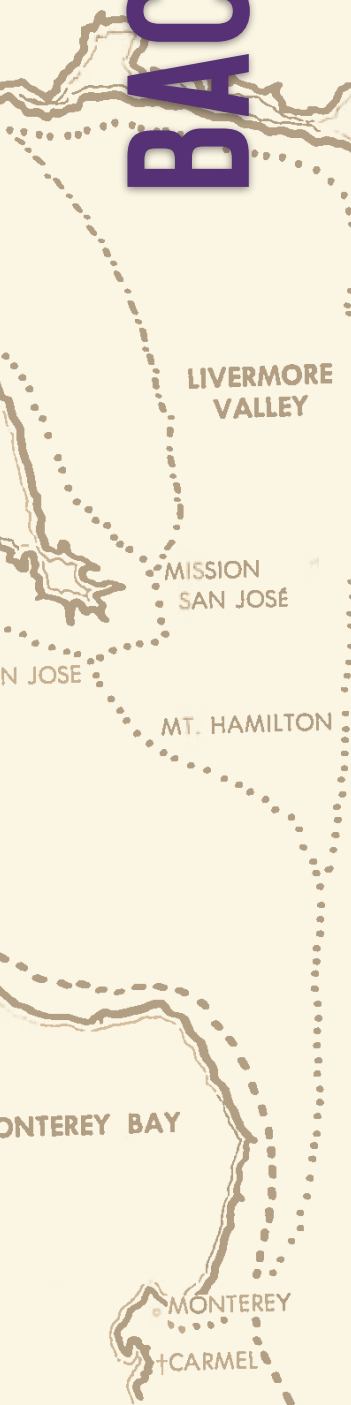 BAC
LIVERMORE
VALLEY
MISSION
SAN JOSÉ
N JOSE
MT. HAMILTON
ONTEREY BAY
MONTEREY
†CARMEL